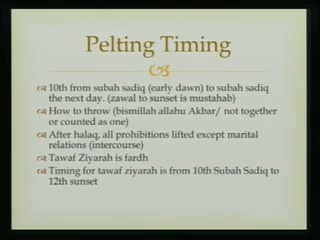 Pelting Timing
10th from subah sadiq (early dawn) to subah sadiq
the next day. (zawal to sunset is mustahab)
How to throw (bismillah allahu Akbar/ not together
or counted as one)
After halaq, all prohibitions lifted except marital
relations (intercourse)
Tawaf Ziyarah is fardh
Timing for tawaf ziyarah is from 10th Subah Sadiq to
12th sunset